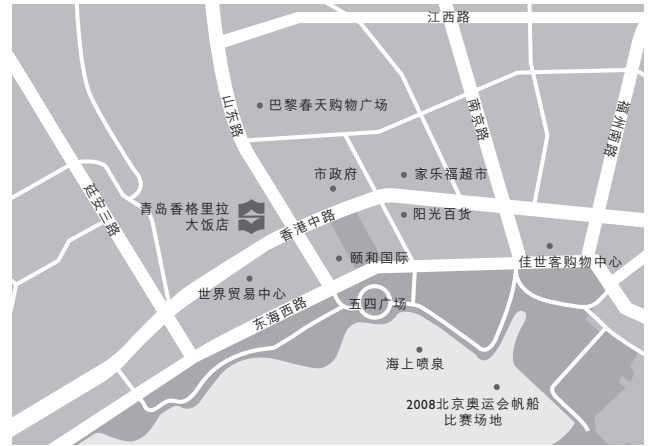 江西路
山东路
巴黎春天购物广场
南京路
福州南路
市政府
家乐福超市
延安三路
青岛香格里拉
大饭店
香港中路
阳光百货
颐和国际
佳世客购物中心
世界贸易中心
东海西路
五四广场
海上喷泉
2008北京奥运会帆船
比赛场地